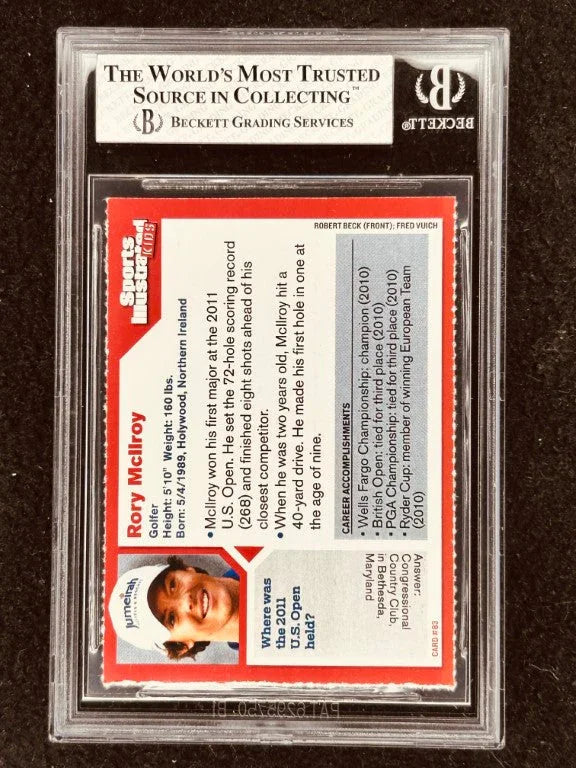 THE WORLD'S MOST TRUSTED
SOURCE IN COLLECTING™
BECKETT GRADING SERVICES
B
BECKETT®
Sports
Illustrated
KIDS
ROBERT BECK (FRONT); FRED VUICH
Rory McIlroy
Golfer
Height: 5'10" Weight: 160 lbs.
Born: 5/4/1989, Holywood, Northern Ireland
• McIlroy won his first major at the 2011
U.S. Open. He set the 72-hole scoring record
(268) and finished eight shots ahead of his
closest competitor.
• When he was two years old, McIlroy hit a
40-yard drive. He made his first hole in one at
the age of nine.
CAREER ACCOMPLISHMENTS
• Wells Fargo Championship: champion (2010)
• British Open: tied for third place (2010)
• PGA Championship: tied for third place (2010)
• Ryder Cup: member of winning European Team
(2010)
Jumeirah
Where was
the 2011
U.S. Open
held?
Answer:
Congressional
Country Club,
in Bethesda,
Maryland
CARD #83